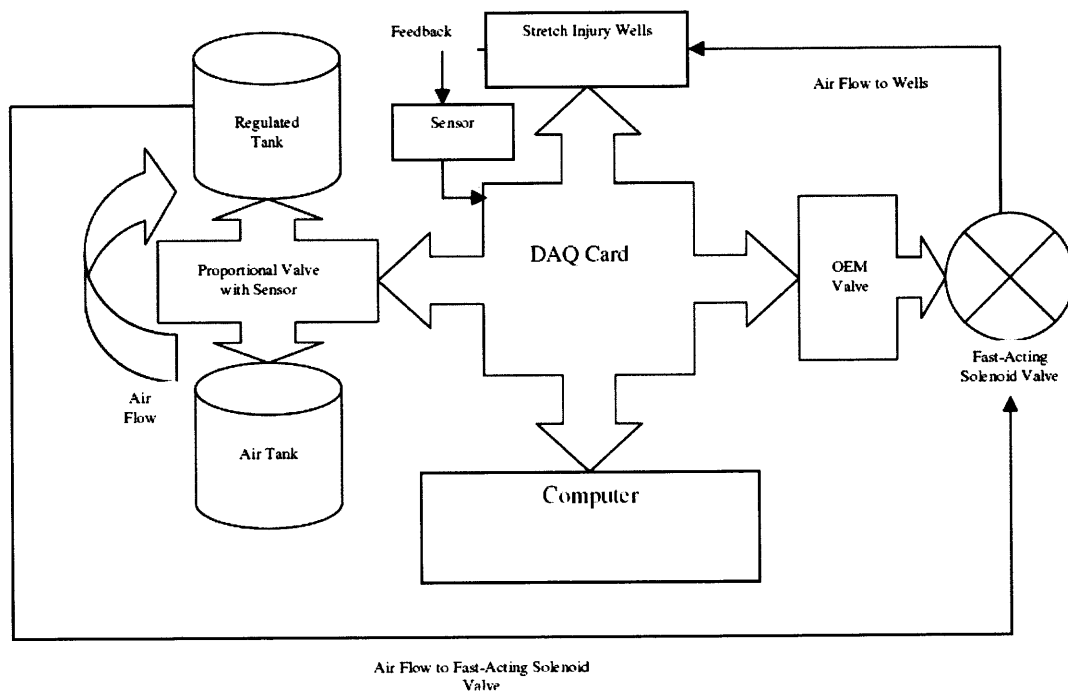 Feedback
Stretch Injury Wells
Air Flow to Wells
Regulated
Tank
Sensor
DAQ Card
Proportional Valve
with Sensor
OEM
Valve
Fast-Acting
Solenoid Valve
Air
Flow
Air Tank
Computer
Air Flow to Fast-Acting Solenoid
Valve